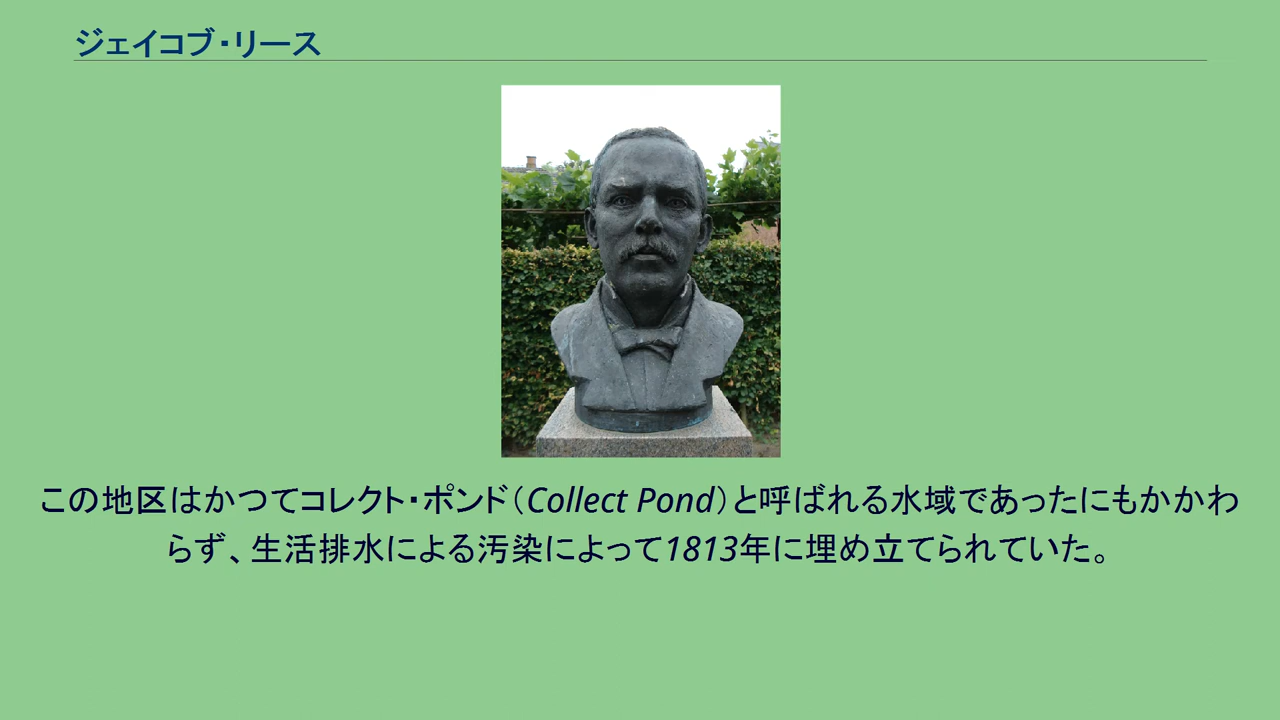 ジェイコブ・リース
この地区はかつてコレクト・ポンド（Collect Pond）と呼ばれる水域であったにもかかわ
らず、生活排水による汚染によって1813年に埋め立てられていた。